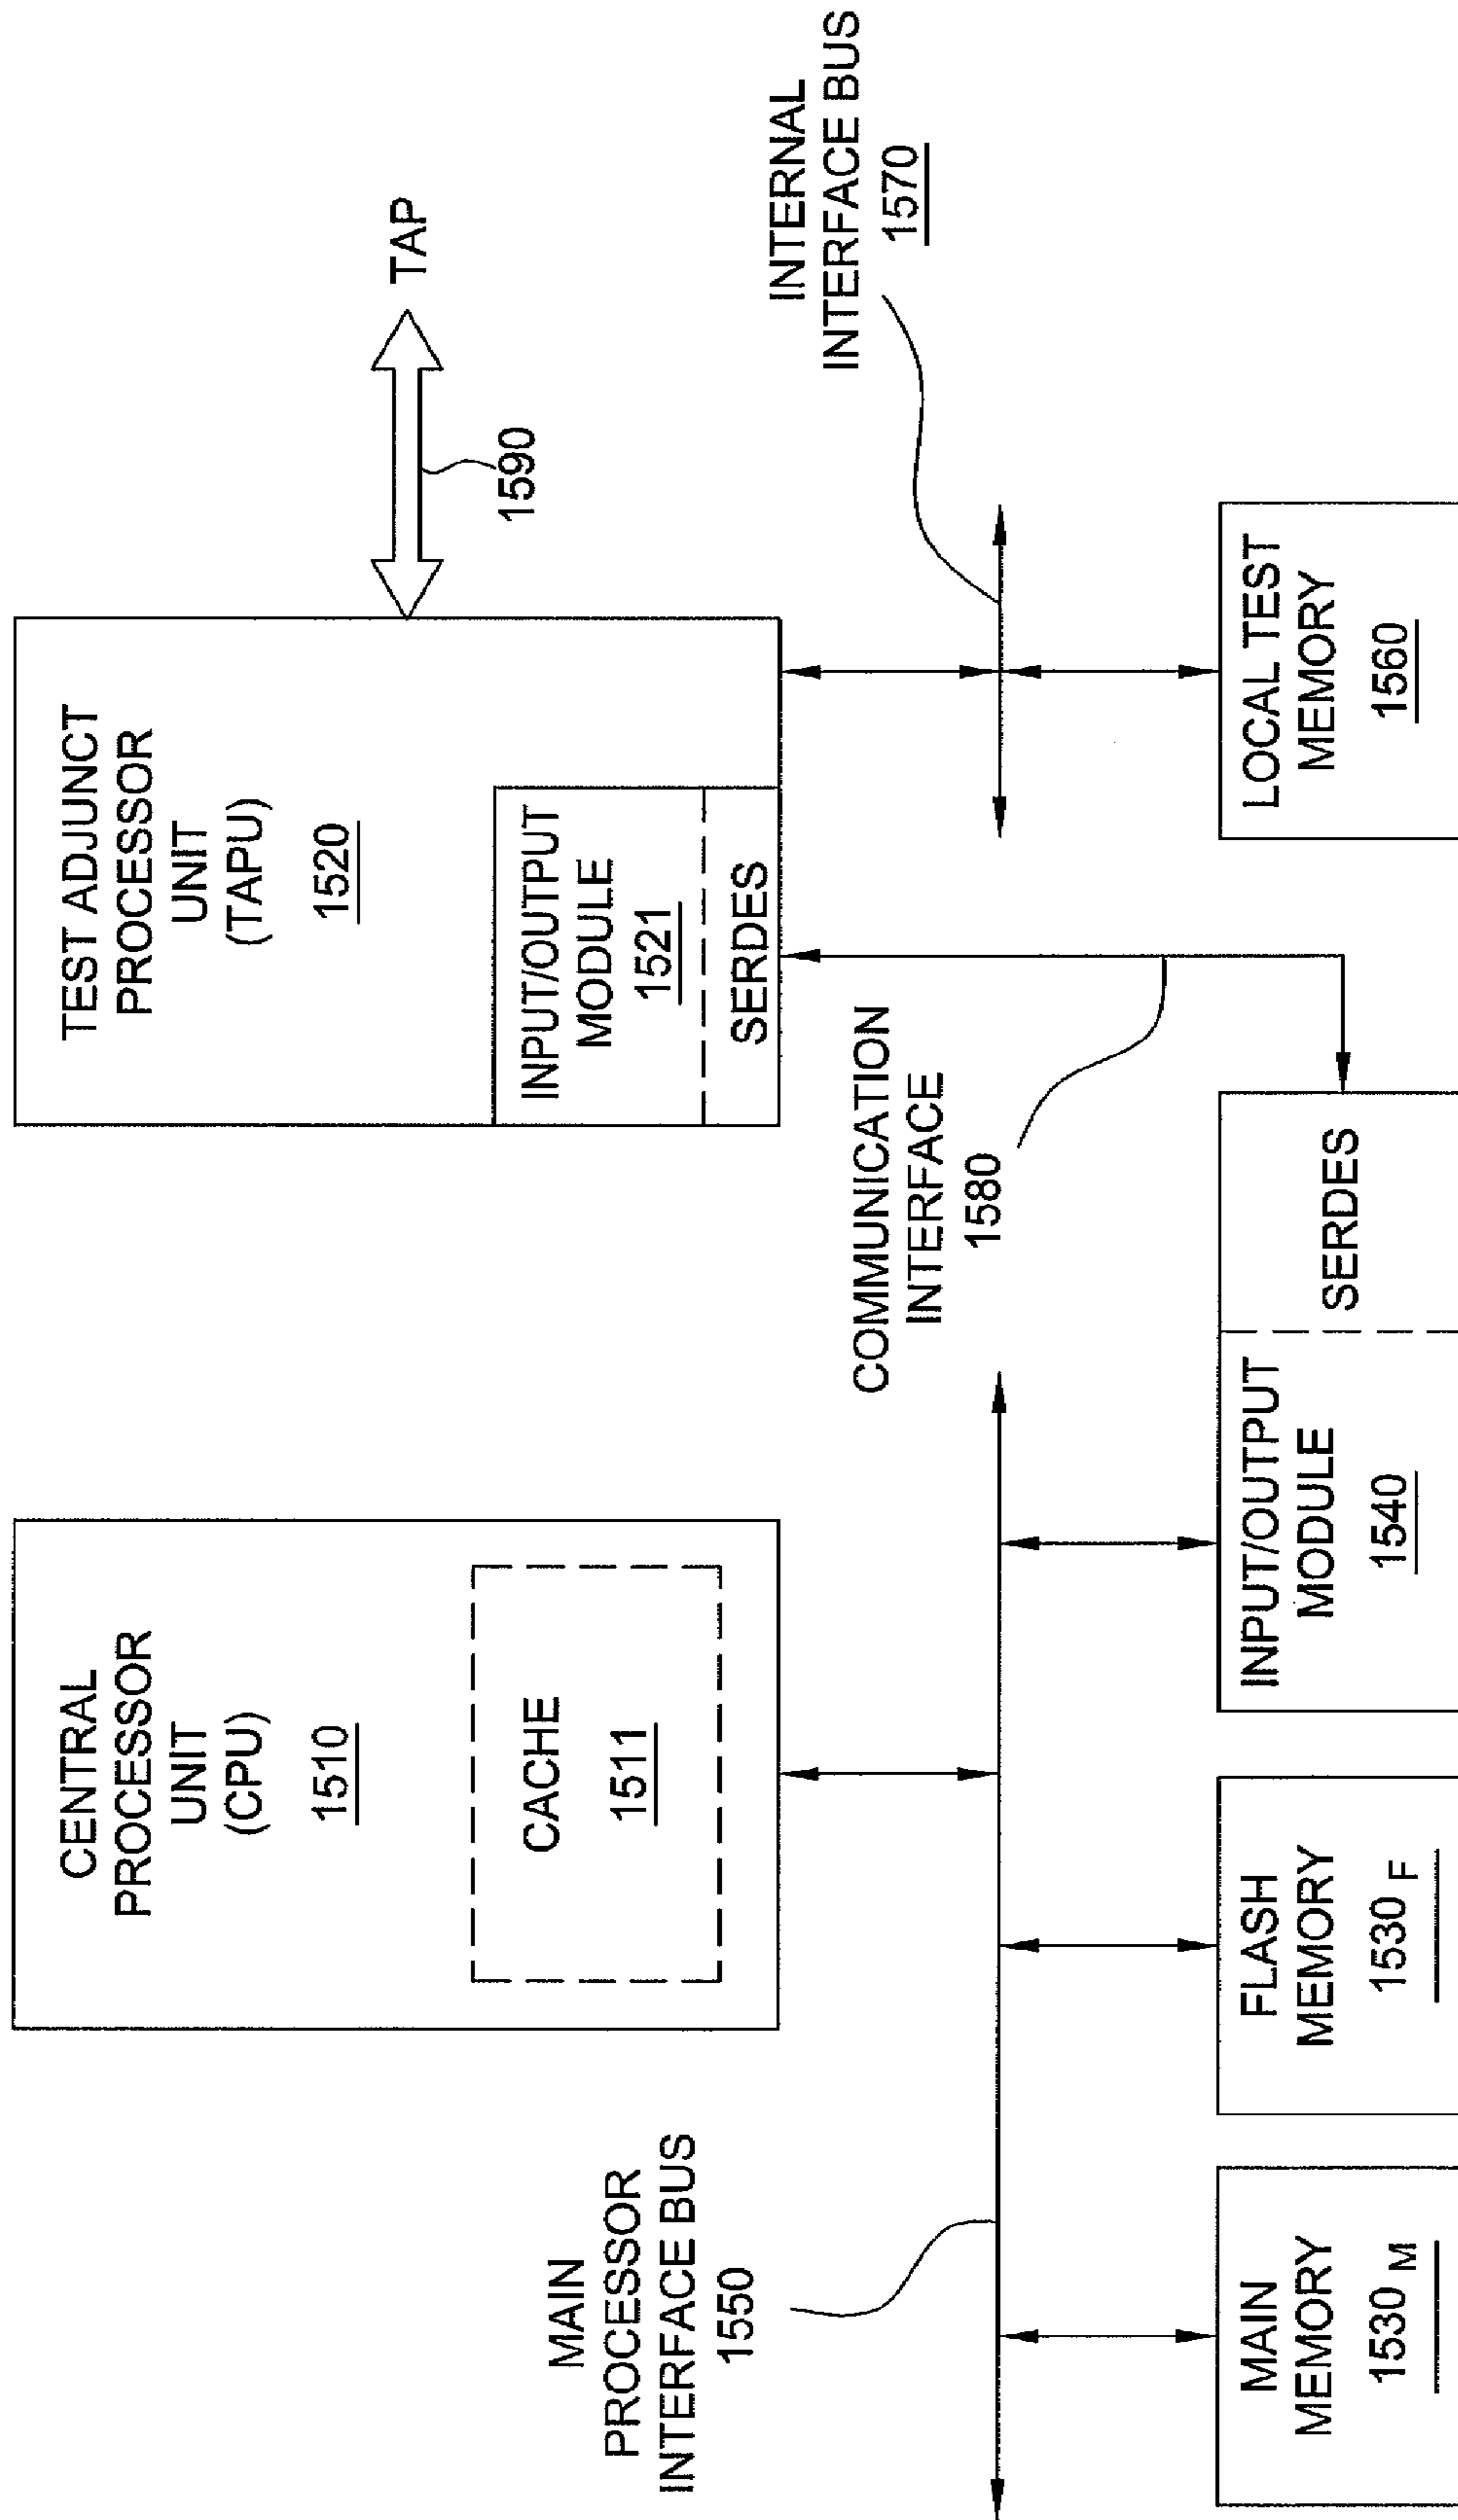 CENTRAL
PROCESSOR
UNIT
(CPU)
1510
CACHE
1511
TEST ADJUNCT
PROCESSOR
UNIT
(TAPU)
1520
INPUT/OUTPUT
MODULE
1521
SERDES
TAP
1590
MAIN
PROCESSOR
INTERFACE BUS
1550
COMMUNICATION
INTERFACE
1580
INTERNAL
INTERFACE BUS
1570
MAIN
MEMORY
1530 M
FLASH
MEMORY
1530 F
INPUT/OUTPUT
MODULE
1540
SERDES
LOCAL TEST
MEMORY
1560